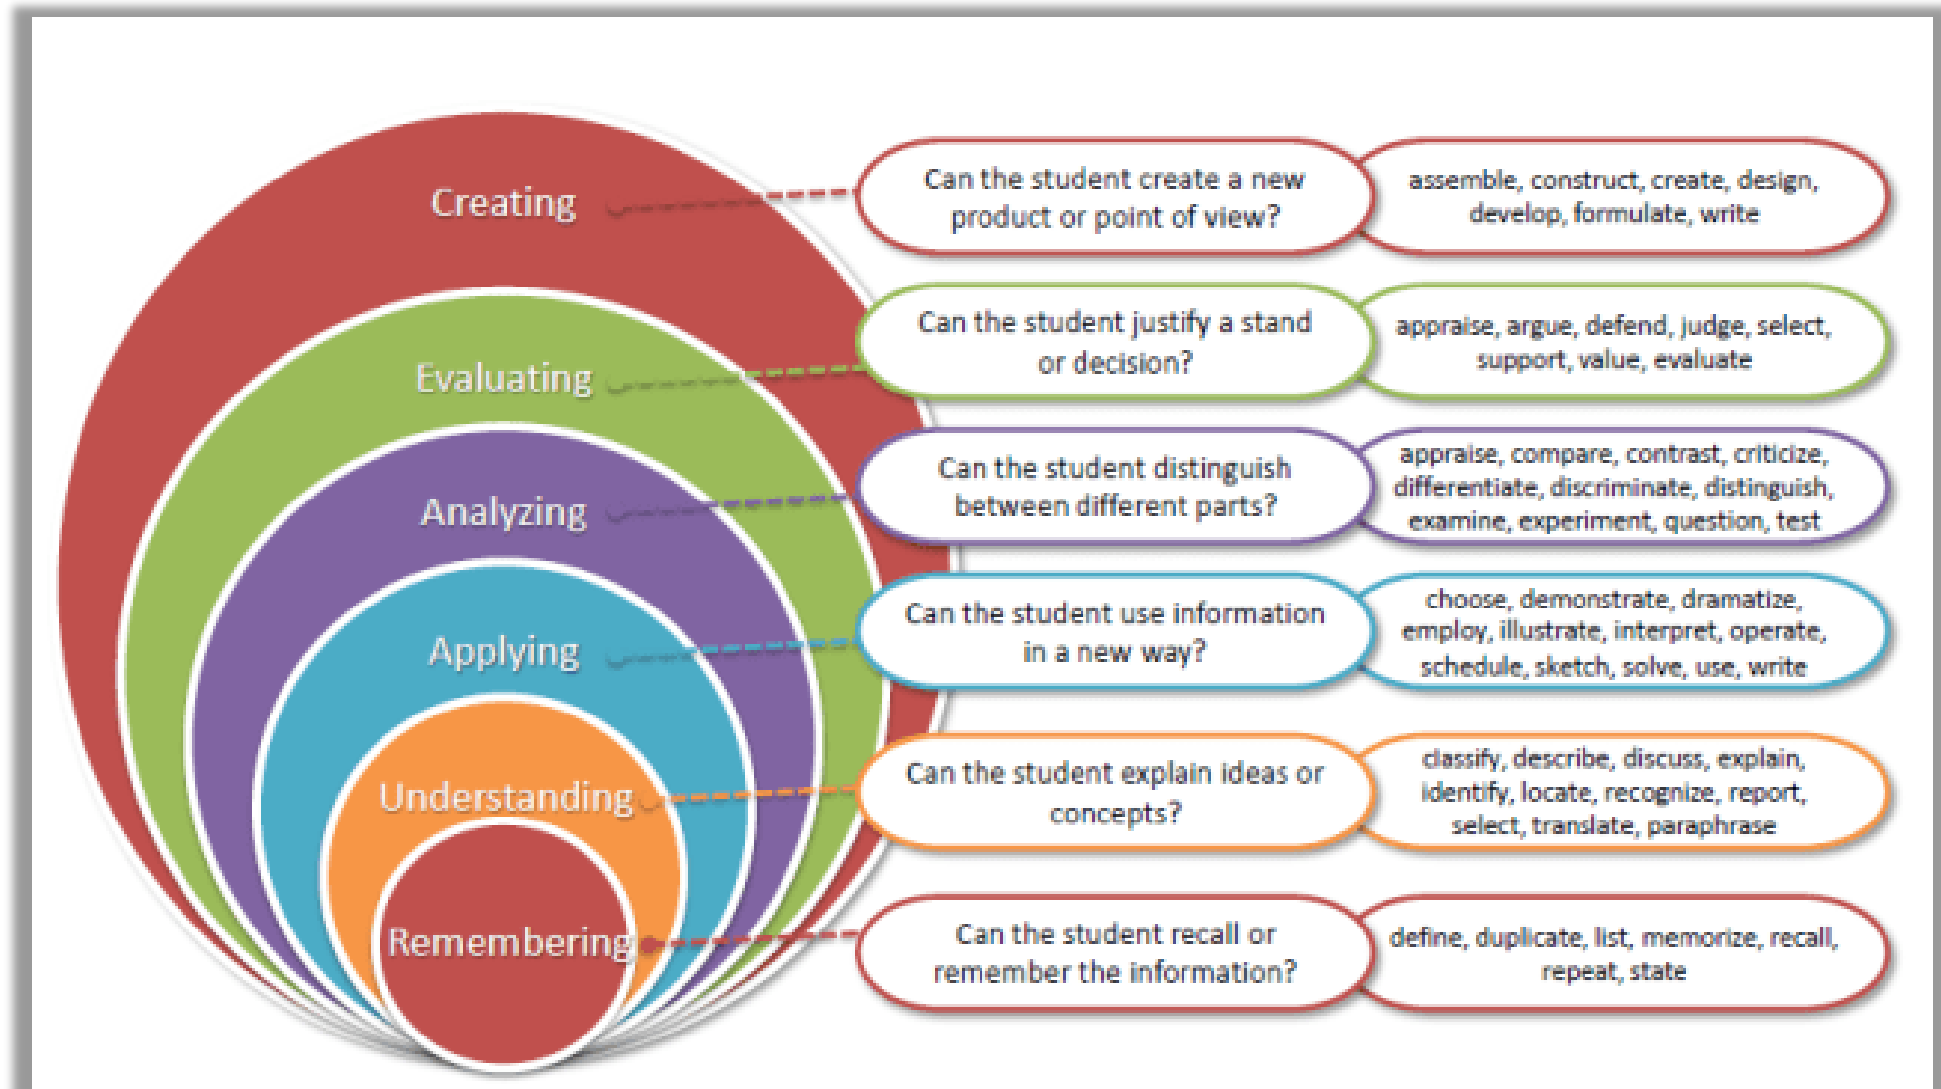 Creating
Can the student create a new
product or point of view?
assemble, construct, create, design,
develop, formulate, write
Evaluating
Can the student justify a stand
or decision?
appraise, argue, defend, judge, select,
support, value, evaluate
Analyzing
Can the student distinguish
between different parts?
appraise, compare, contrast, criticize,
differentiate, discriminate, distinguish,
examine, experiment, question, test
Applying
Can the student use information
in a new way?
choose, demonstrate, dramatize,
employ, illustrate, interpret, operate,
schedule, sketch, solve, use, write
Understanding
Can the student explain ideas or
concepts?
classify, describe, discuss, explain,
identify, locate, recognize, report,
select, translate, paraphrase
Remembering
Can the student recall or
remember the information?
define, duplicate, list, memorize, recall,
repeat, state